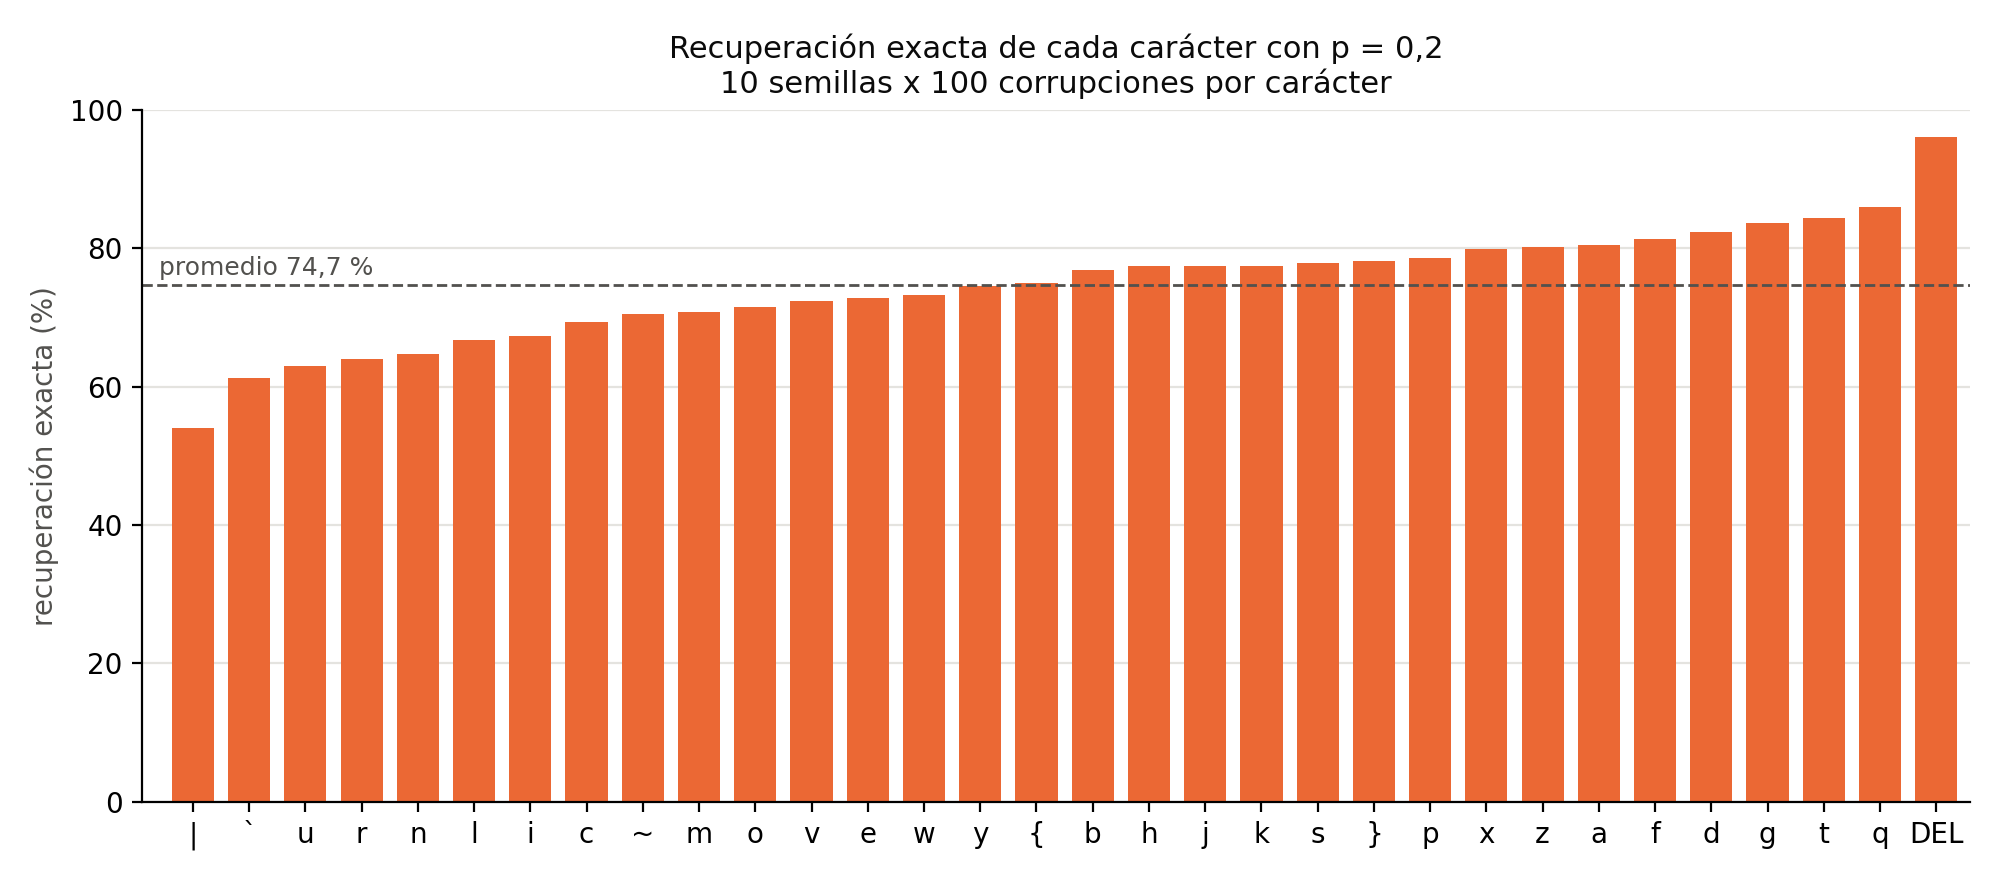 Recuperación exacta de cada carácter con p = 0,2
10 semillas x 100 corrupciones por carácter
recuperación exacta (%)
100
80
60
40
20
0
promedio 74,7 %
| ` u r n l i c ~ m o v e w y { b h j k s } p x z a f d g t q DEL